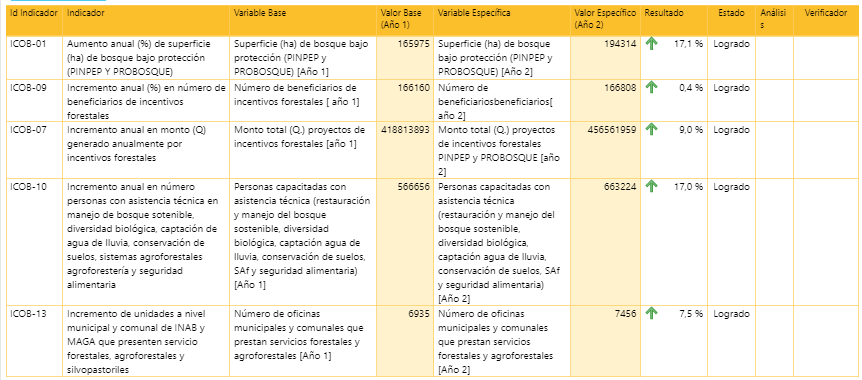 Id Indicador Indicador Variable Base Valor Base Variable Específica Valor Específico Resultado Estado Análisi Verificador
(Año 1) (Año 2) s
ICOB-01 Aumento anual (%) de superficie Superficie (ha) de bosque bajo 165975 Superficie (ha) de bosque 194314 17,1 % Logrado
(ha) de bosque bajo protección protección (PINPEP y bajo protección (PINPEP y
(PINPEP Y PROBOSQUE) PROBOSQUE) [Año 1] PROBOSQUE) [Año 2]
ICOB-09 Incremento anual (%) en número de Número de beneficiarios de 166160 Número de 166808 0,4 % Logrado
beneficiarios de incentivos incentivos forestales [ año 1] beneficiariosbeneficiarios[
forestales año 2]
ICOB-07 Incremento anual en monto (Q) Monto total (Q.) proyectos de 418813893 Monto total (Q.) proyectos 456561959 9,0 % Logrado
generado anualmente por incentivos forestales [año 1] de incentivos forestales
incentivos forestales PINPEP y PROBOSQUE [año
2]
ICOB-10 Incremento anual en número Personas capacitadas con 566656 Personas capacitadas con 663224 17,0 % Logrado
personas con asistencia técnica en asistencia técnica (restauración asistencia técnica
manejo de bosque sotenible, y manejo del bosque (restauración y manejo del
diversidad biológica, captación de sostenible, diversidad bosque sostenible,
agua de lluvia, conservación de biológica, captación agua de diversidad biológica,
suelos, sistemas agroforestales lluvia, conservación de suelos, captación agua de lluvia,
agroforestería y seguridad SAf y seguridad alimentaria) conservación de suelos, SAf
alimentaria [Año 1] y seguridad alimentaria)
[Año 2]
ICOB-13 Incremento de unidades a nivel Número de oficinas 6935 Número de oficinas 7456 7,5 % Logrado
municipal y comunal de INAB y municipales y comunales que municipales y comunales
MAGA que presenten servicio prestan servicios forestales y que prestan servicios
forestales, agroforestales y agroforestales [Año 1] forestales y agroforestales
silvopastoriles [Año 2]